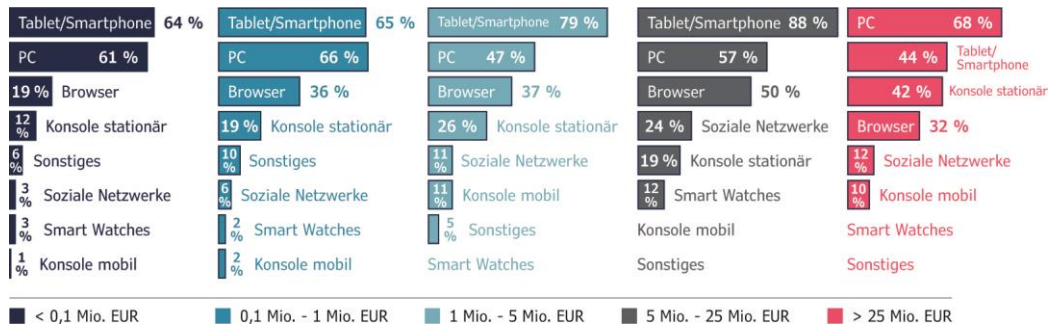 Tablet/Smartphone 64 %
PC 61 %
19 % Browser
12 % Konsole stationär
6 % Sonstiges
3 % Soziale Netzwerke
3 % Smart Watches
1 % Konsole mobil
Tablet/Smartphone 65 %
PC 66 %
Browser 36 %
19 % Konsole stationär
10 % Sonstiges
6 % Soziale Netzwerke
2 % Smart Watches
2 % Konsole mobil
Tablet/Smartphone 79 %
PC 47 %
Browser 37 %
26 % Konsole stationär
11 % Soziale Netzwerke
11 % Konsole mobil
5 % Sonstiges
Smart Watches
Tablet/Smartphone 88 %
PC 57 %
Browser 50 %
24 % Soziale Netzwerke
19 % Konsole stationär
12 % Smart Watches
Konsole mobil
Sonstiges
PC 68 %
44 % Tablet/
Smartphone
42 % Konsole stationär
Browser 32 %
12 % Soziale Netzwerke
10 % Konsole mobil
Smart Watches
Sonstiges
< 0,1 Mio. EUR
0,1 Mio. - 1 Mio. EUR
1 Mio. - 5 Mio. EUR
5 Mio. - 25 Mio. EUR
> 25 Mio. EUR